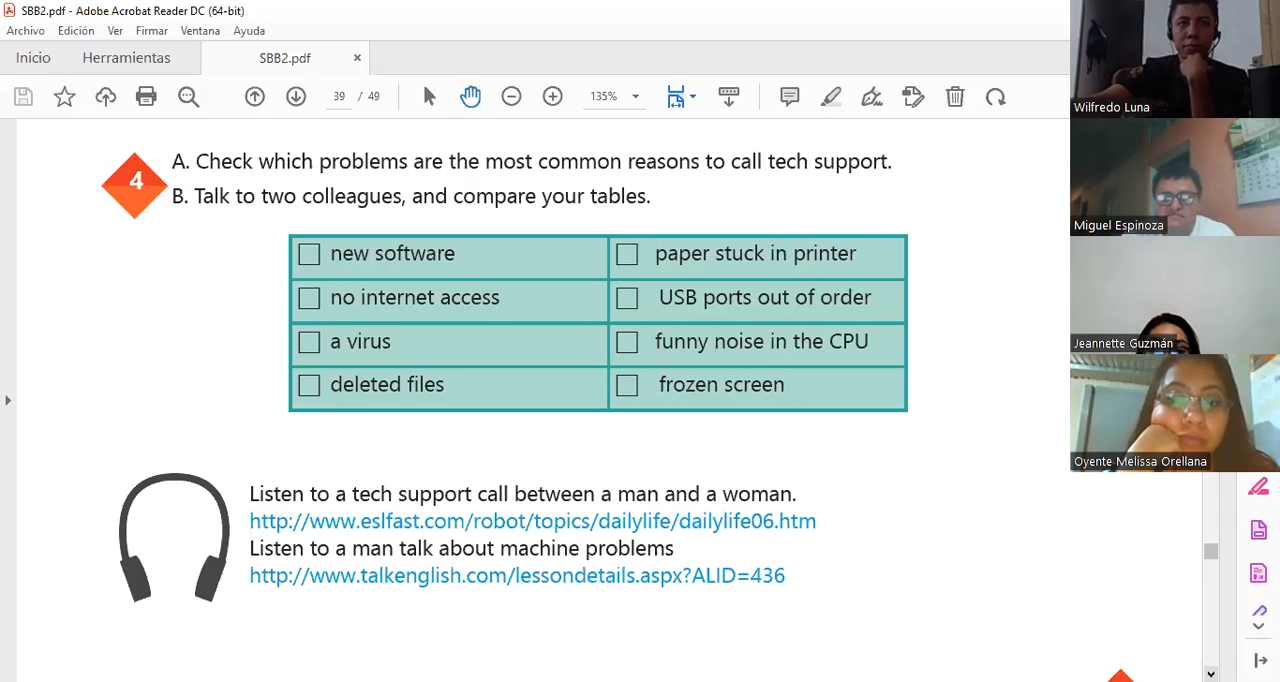 SBB2.pdf - Adobe Acrobat Reader DC (64-bit)
Archivo Edición Ver Firmar Ventana Ayuda
Inicio Herramientas SBB2.pdf ×
39 / 49 135%
4
A. Check which problems are the most common reasons to call tech support.
B. Talk to two colleagues, and compare your tables.
new software paper stuck in printer
no internet access USB ports out of order
a virus funny noise in the CPU
deleted files frozen screen
Listen to a tech support call between a man and a woman.
http://www.eslfast.com/robot/topics/dailylife/dailylife06.htm
Listen to a man talk about machine problems
http://www.talkenglish.com/lessondetails.aspx?ALID=436
Wilfredo Luna
Miguel Espinoza
Jeannette Guzmán
Oyente Melissa Orellana